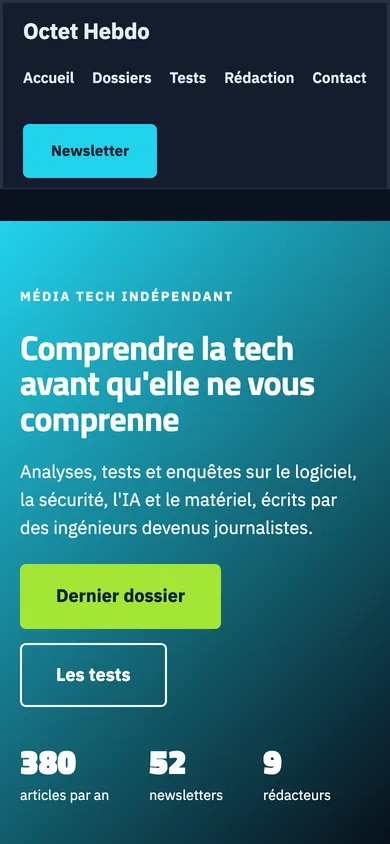 Octet Hebdo
Accueil Dossiers Tests Rédaction Contact
Newsletter
MÉDIA TECH INDÉPENDANT
Comprendre la tech
avant qu'elle ne vous
comprenne
Analyses, tests et enquêtes sur le logiciel,
la sécurité, l'IA et le matériel, écrits par
des ingénieurs devenus journalistes.
Dernier dossier
Les tests
380 52 9
articles par an newsletters rédacteurs